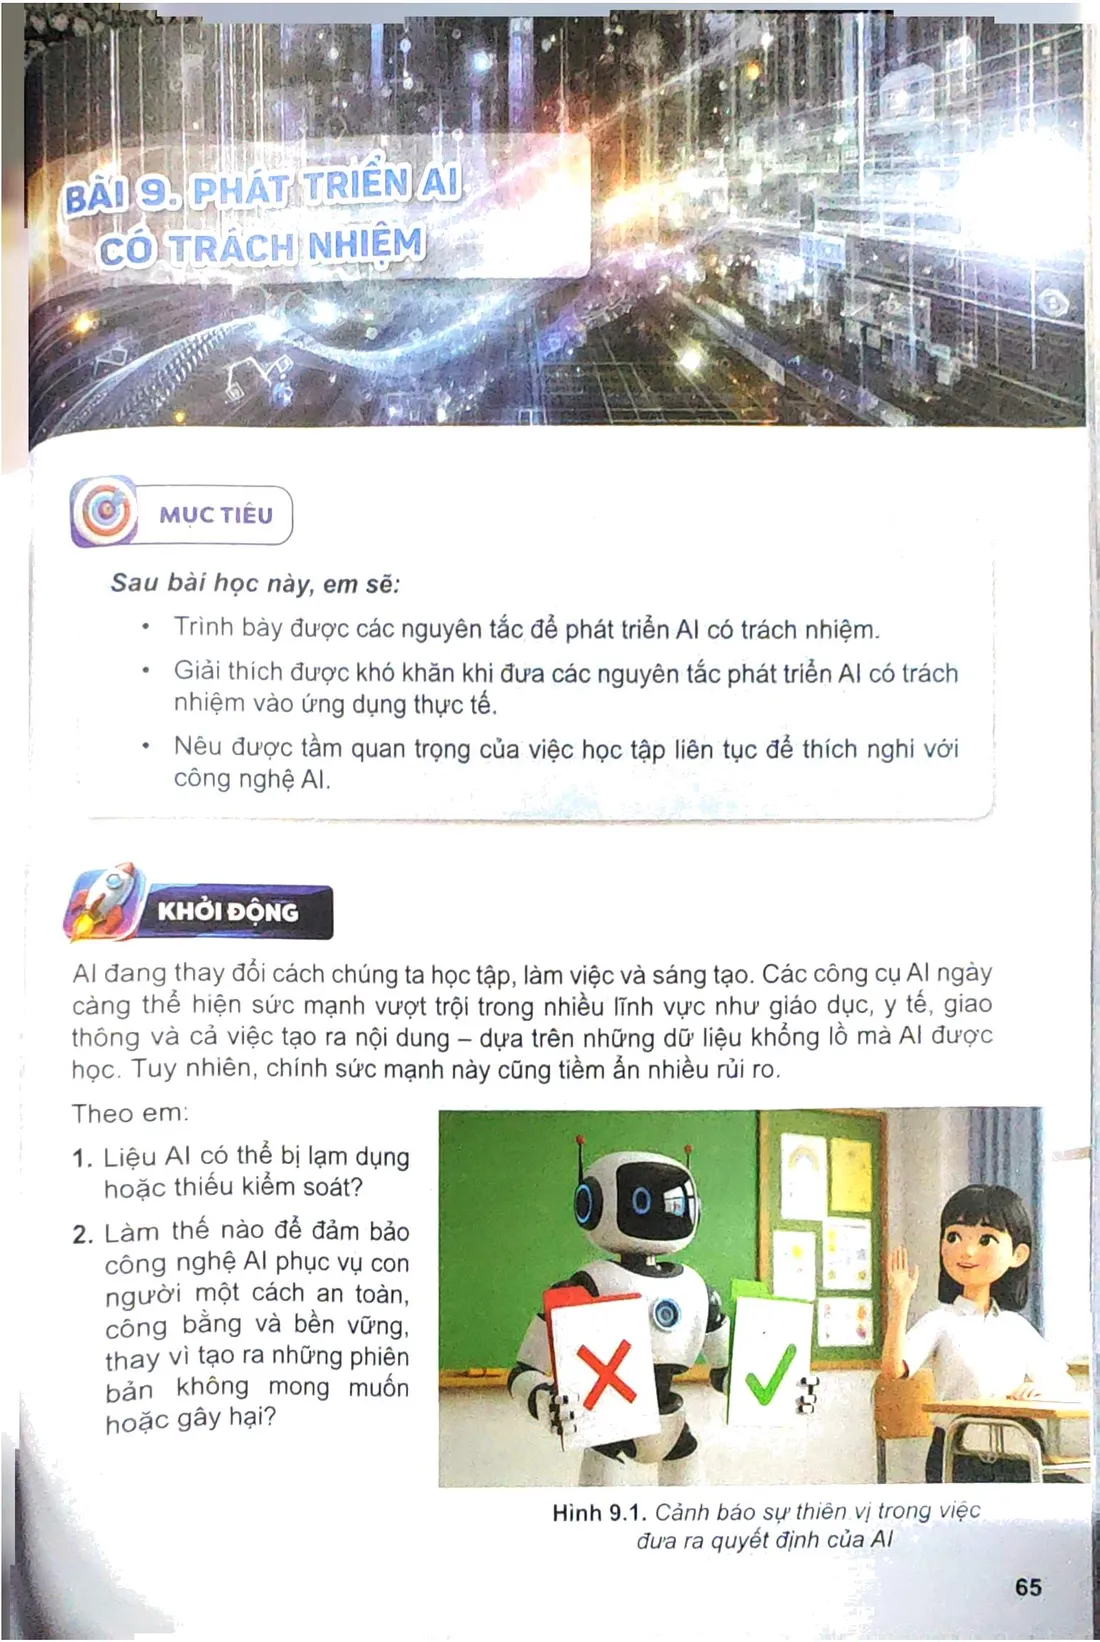 BÀI 9. PHÁT TRIỂN AI
CÓ TRÁCH NHIỆM
MỤC TIÊU
Sau bài học này, em sẽ:
• Trình bày được các nguyên tắc để phát triển AI có trách nhiệm.
• Giải thích được khó khăn khi đưa các nguyên tắc phát triển AI có trách
nhiệm vào ứng dụng thực tế.
• Nêu được tầm quan trọng của việc học tập liên tục để thích nghi với
công nghệ AI.
KHỞI ĐỘNG
AI đang thay đổi cách chúng ta học tập, làm việc và sáng tạo. Các công cụ AI ngày
càng thể hiện sức mạnh vượt trội trong nhiều lĩnh vực như giáo dục, y tế, giao
thông và cả việc tạo ra nội dung – dựa trên những dữ liệu khổng lồ mà AI được
học. Tuy nhiên, chính sức mạnh này cũng tiềm ẩn nhiều rủi ro.
Theo em:
1. Liệu AI có thể bị lạm dụng
hoặc thiếu kiểm soát?
2. Làm thế nào để đảm bảo
công nghệ AI phục vụ con
người một cách an toàn,
công bằng và bền vững,
thay vì tạo ra những phiên
bản không mong muốn
hoặc gây hại?
Hình 9.1. Cảnh báo sự thiên vị trong việc
đưa ra quyết định của AI
65